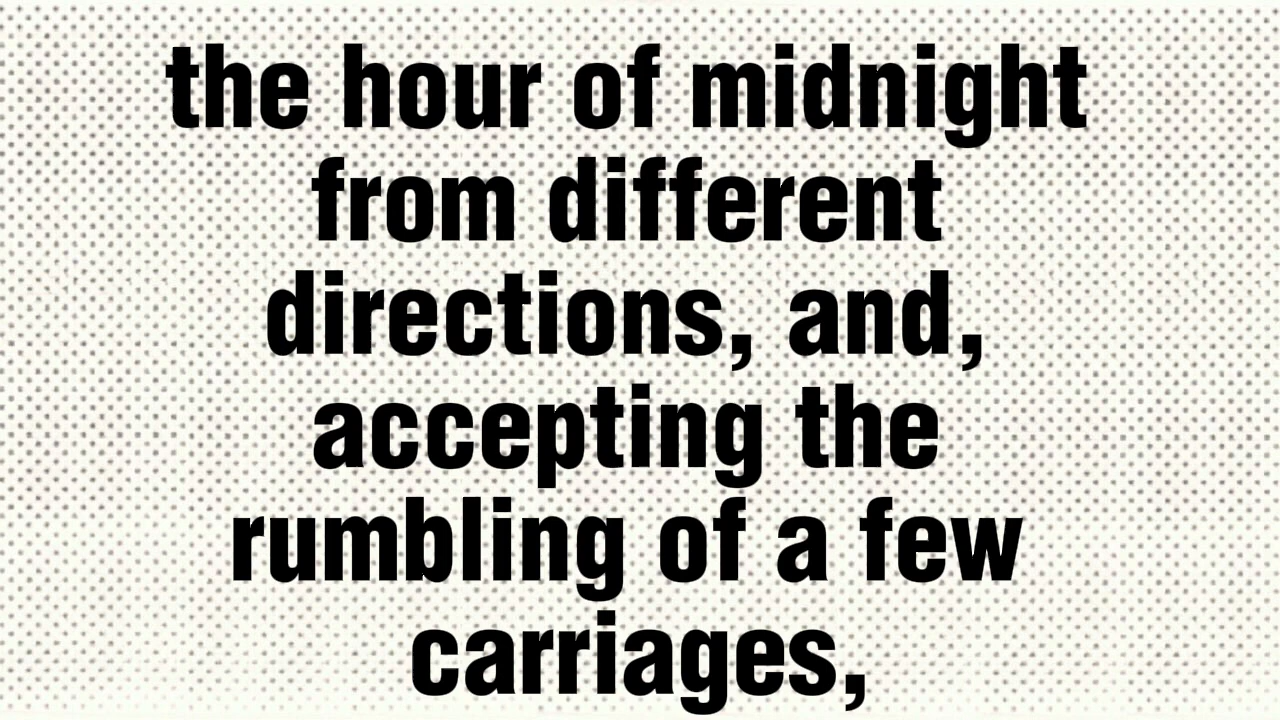 the hour of midnight
from different
directions, and,
accepting the
rumbling of a few
carriages,